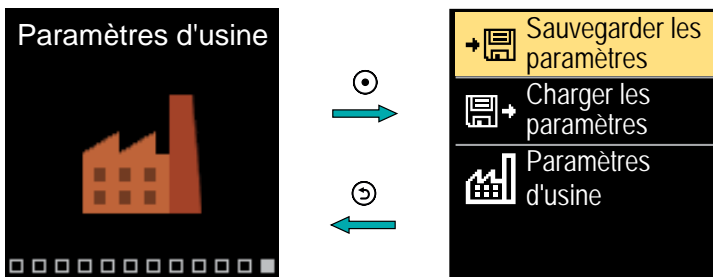 Paramètres d'usine
Sauvegarder les
paramètres
Charger les
paramètres
Paramètres
d'usine